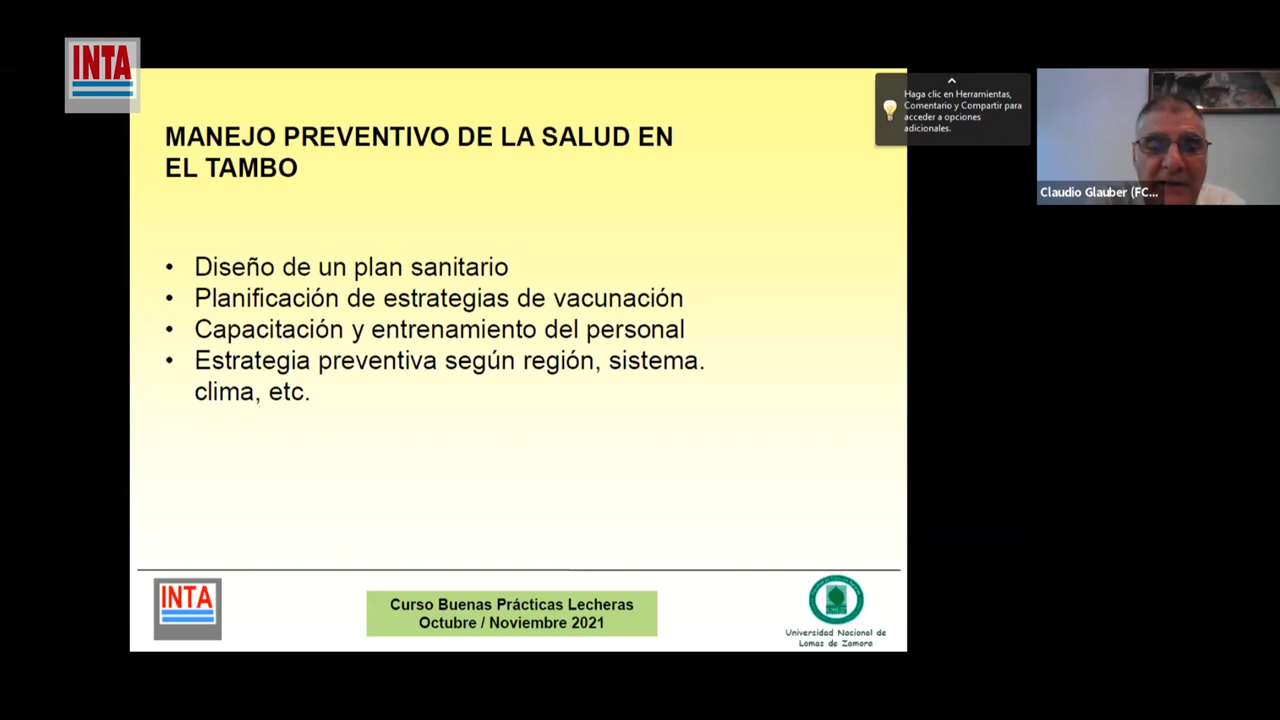 INTA
MANEJO PREVENTIVO DE LA SALUD EN
EL TAMBO
• Diseño de un plan sanitario
• Planificación de estrategias de vacunación
• Capacitación y entrenamiento del personal
• Estrategia preventiva según región, sistema.
clima, etc.
INTA
Curso Buenas Prácticas Lecheras
Octubre / Noviembre 2021
Universidad Nacional de
Lomas de Zamora
Haga clic en Herramientas,
Comentario y Compartir para
acceder a opciones
adicionales.
Claudio Glauber (FC...